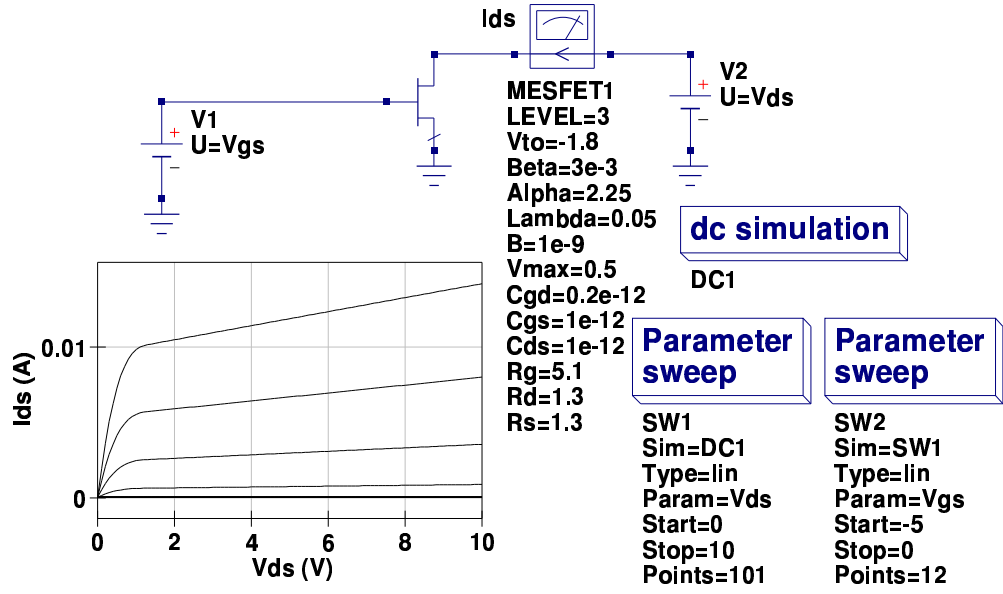 Ids
V1
U=Vgs
V2
U=Vds
MESFET1
LEVEL=3
Vto=-1.8
Beta=3e-3
Alpha=2.25
Lambda=0.05
B=1e-9
Vmax=0.5
Cgd=0.2e-12
Cgs=1e-12
Cds=1e-12
Rg=5.1
Rd=1.3
Rs=1.3
dc simulation
DC1
Parameter
sweep
SW1
Sim=DC1
Type=lin
Param=Vds
Start=0
Stop=10
Points=101
Parameter
sweep
SW2
Sim=SW1
Type=lin
Param=Vgs
Start=-5
Stop=0
Points=12
Ids (A)
0.01
0
0 2 4 6 8 10
Vds (V)